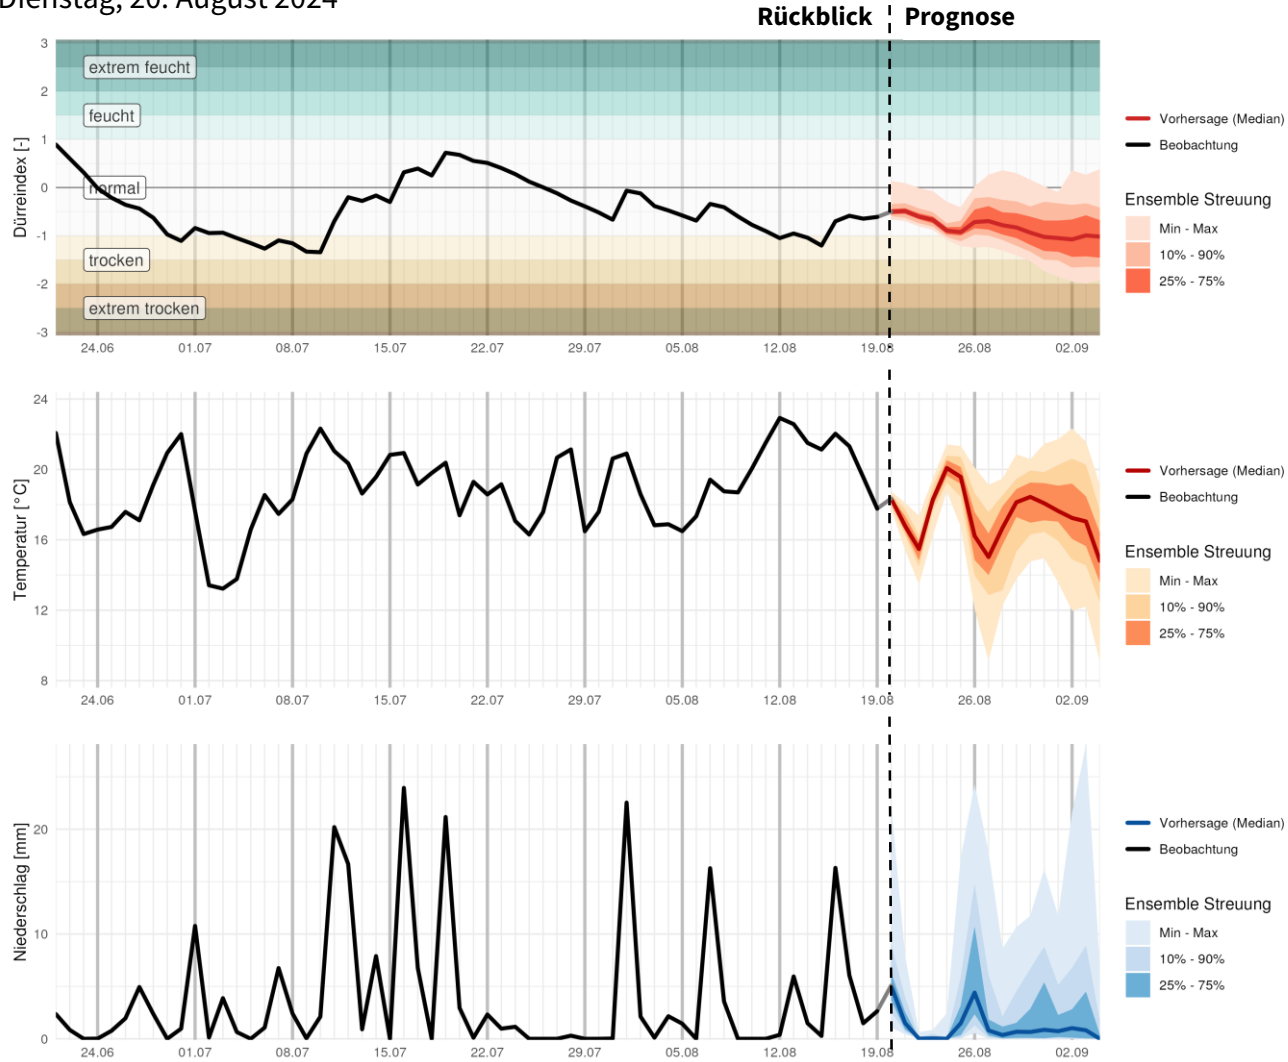 Dienstag, 20. August 2024
Rückblick Prognose
Dürreindex [-]
3
2
1
0
-1
-2
-3
extrem feucht
feucht
normal
trocken
extrem trocken
24.06 01.07 08.07 15.07 22.07 29.07 05.08 12.08 19.08 26.08 02.09
Vorhersage (Median)
Beobachtung
Ensemble Streuung
Min - Max
10% - 90%
25% - 75%
Temperatur [°C]
24
20
16
12
8
24.06 01.07 08.07 15.07 22.07 29.07 05.08 12.08 19.08 26.08 02.09
Vorhersage (Median)
Beobachtung
Ensemble Streuung
Min - Max
10% - 90%
25% - 75%
Niederschlag [mm]
20
10
0
24.06 01.07 08.07 15.07 22.07 29.07 05.08 12.08 19.08 26.08 02.09
Vorhersage (Median)
Beobachtung
Ensemble Streuung
Min - Max
10% - 90%
25% - 75%